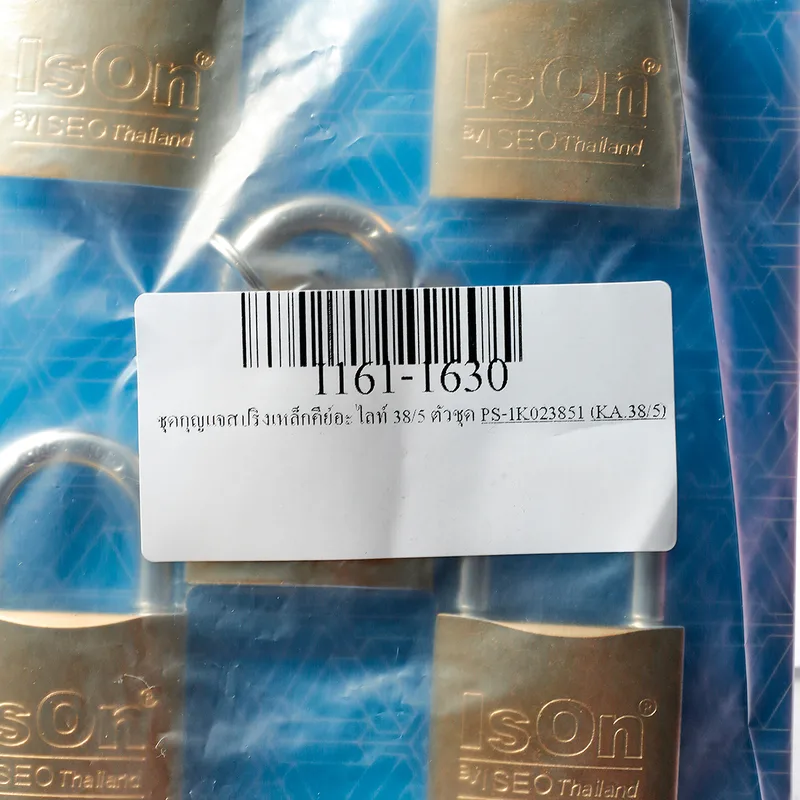 IsOn®
BY ISEO Thailand
IsOn®
BY ISEO Thailand
1161-1630
ชุดกุญแจสปริงเหล็กคีย์อะไลท์ 38/5 ตัวชุด PS-1K023851 (KA.38/5)
IsOn®
ISEO Thailand
IsOn®
BY ISEO Thailand